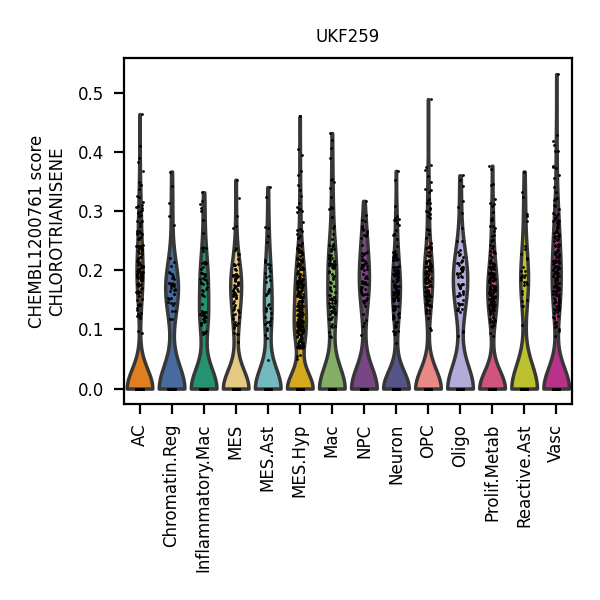 UKF259
CHEMBL1200761 score
CHLOROTRIANISENE
0.5
0.4
0.3
0.2
0.1
0.0
AC
Chromatin.Reg
Inflammatory.Mac
MES
MES.Ast
MES.Hyp
Mac
NPC
Neuron
OPC
Oligo
Prolif.Metab
Reactive.Ast
Vasc